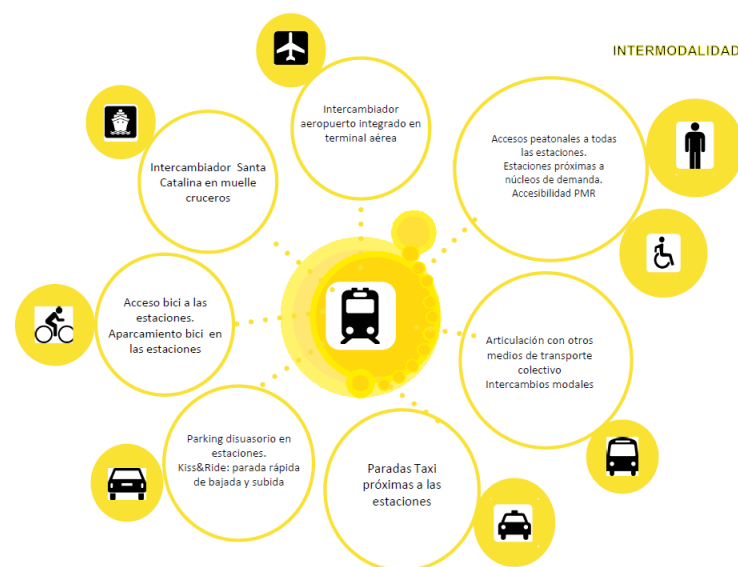 INTERMODALIDAD
Intercambiador
aeropuerto integrado en
terminal aérea
Accesos peatonales a todas
las estaciones.
Estaciones próximas a
núcleos de demanda.
Accesibilidad PMR
Intercambiador Santa
Catalina en muelle
cruceros
Acceso bici a las
estaciones.
Aparcamiento bici en
las estaciones
Articulación con otros
medios de transporte
colectivo
Intercambios modales
Parking disuasorio en
estaciones.
Kiss&Ride: parada rápida
de bajada y subida
Paradas Taxi
próximas a las
estaciones